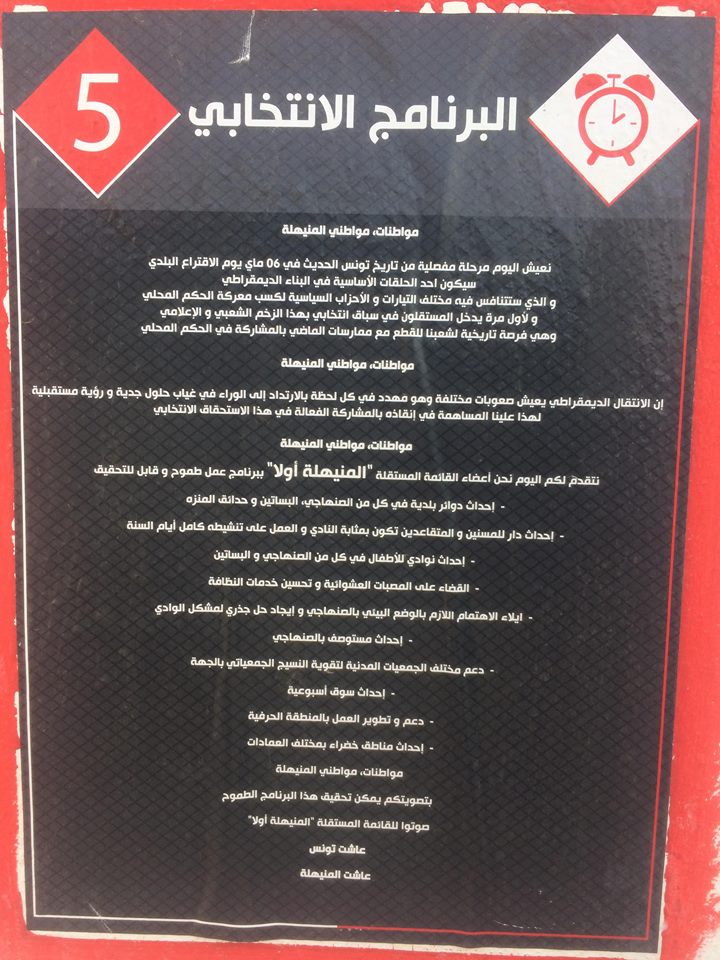 5
البرنامج الانتخابي
مواطنات، مواطني المنيهلة
نعيش اليوم مرحلة مفصلية من تاريخ تونس الحديث في 06 ماي يوم الاقتراع البلدي
سيكون احد الحلقات الأساسية في البناء الديمقراطي
و الذي ستتنافس فيه مختلف التيارات و الأحزاب السياسية لكسب معركة الحكم المحلي
و لأول مرة يدخل المستقلون في سباق انتخابي بهذا الزخم الشعبي و الإعلامي
وهي فرصة تاريخية لشعبنا للقطع مع ممارسات الماضي بالمشاركة في الحكم المحلي
مواطنات، مواطني المنيهلة
إن الانتقال الديمقراطي يعيش صعوبات مختلفة وهو مهدد في كل لحظة بالارتداد إلى الوراء في غياب حلول جدية و رؤية مستقبلية
لهذا علينا المساهمة في إنقاذه بالمشاركة الفعالة في هذا الاستحقاق الانتخابي
مواطنات، مواطني المنيهلة
نتقدم لكم اليوم نحن أعضاء القائمة المستقلة "المنيهلة أولا" ببرنامج عمل طموح و قابل للتحقيق
- إحداث دوائر بلدية في كل من الصنهاجي، البساتين و حدائق المنزه
- إحداث دار للمسنين و المتقاعدين تكون بمثابة النادي و العمل على تنشيطه كامل أيام السنة
- إحداث نوادي للأطفال في كل من الصنهاجي و البساتين
- القضاء على المصبات العشوائية و تحسين خدمات النظافة
- ايلاء الاهتمام اللازم بالوضع البيئي بالصنهاجي و إيجاد حل جذري لمشكل الوادي
- إحداث مستوصف بالصنهاجي
- دعم مختلف الجمعيات المدنية لتقوية النسيج الجمعياتي بالجهة
- إحداث سوق أسبوعية
- دعم و تطوير العمل بالمنطقة الحرفية
- إحداث مناطق خضراء بمختلف العمادات
مواطنات، مواطني المنيهلة
بتصويتكم يمكن تحقيق هذا البرنامج الطموح
صوتوا للقائمة المستقلة "المنيهلة أولا"
عاشت تونس
عاشت المنيهلة